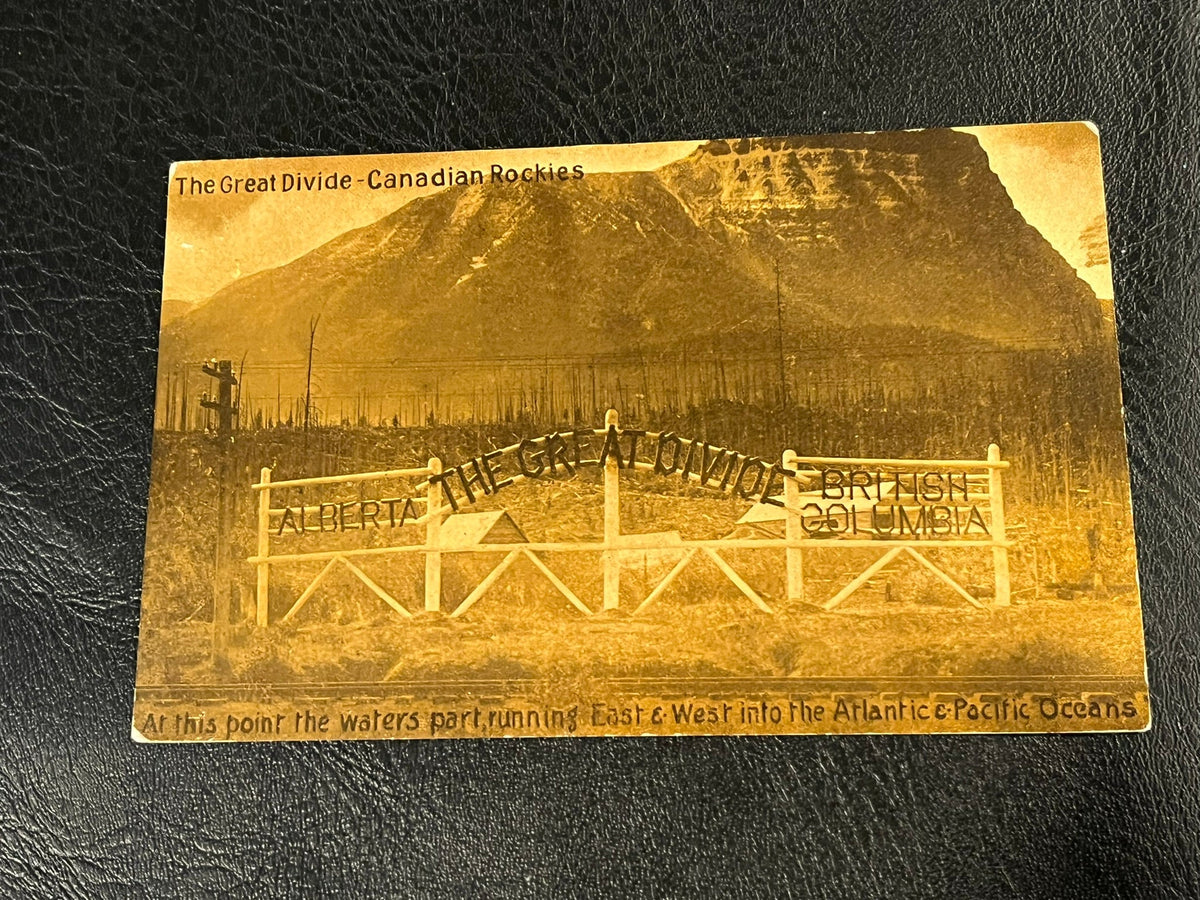 The Great Divide - Canadian Rockies
THE GREAT DIVIDE
ALBERTA
BRITISH
COLUMBIA
At this point the waters part, running East & West into the Atlantic & Pacific Oceans